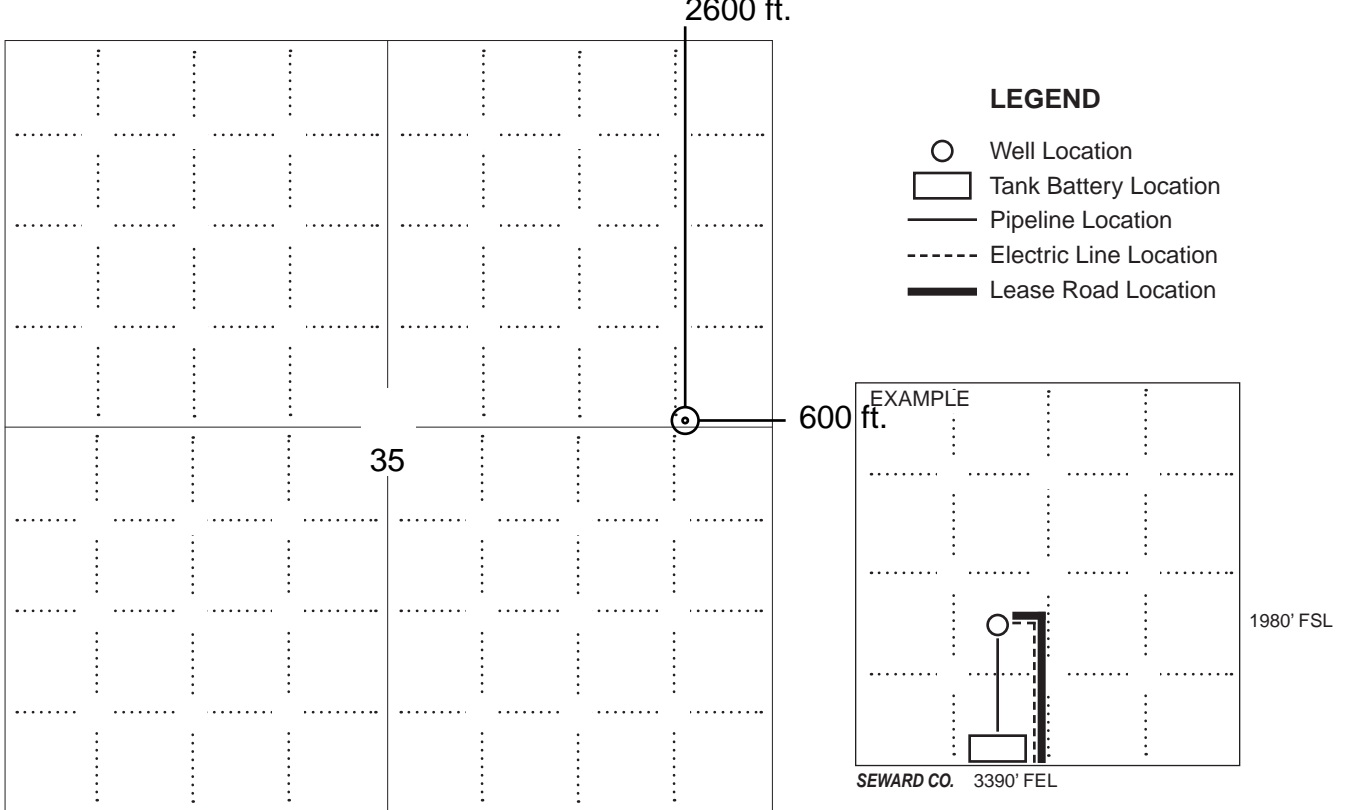 2600 ft.
LEGEND
Well Location
Tank Battery Location
Pipeline Location
Electric Line Location
Lease Road Location
600 ft.
EXAMPLE
35
1980' FSL
SEWARD CO. 3390' FEL